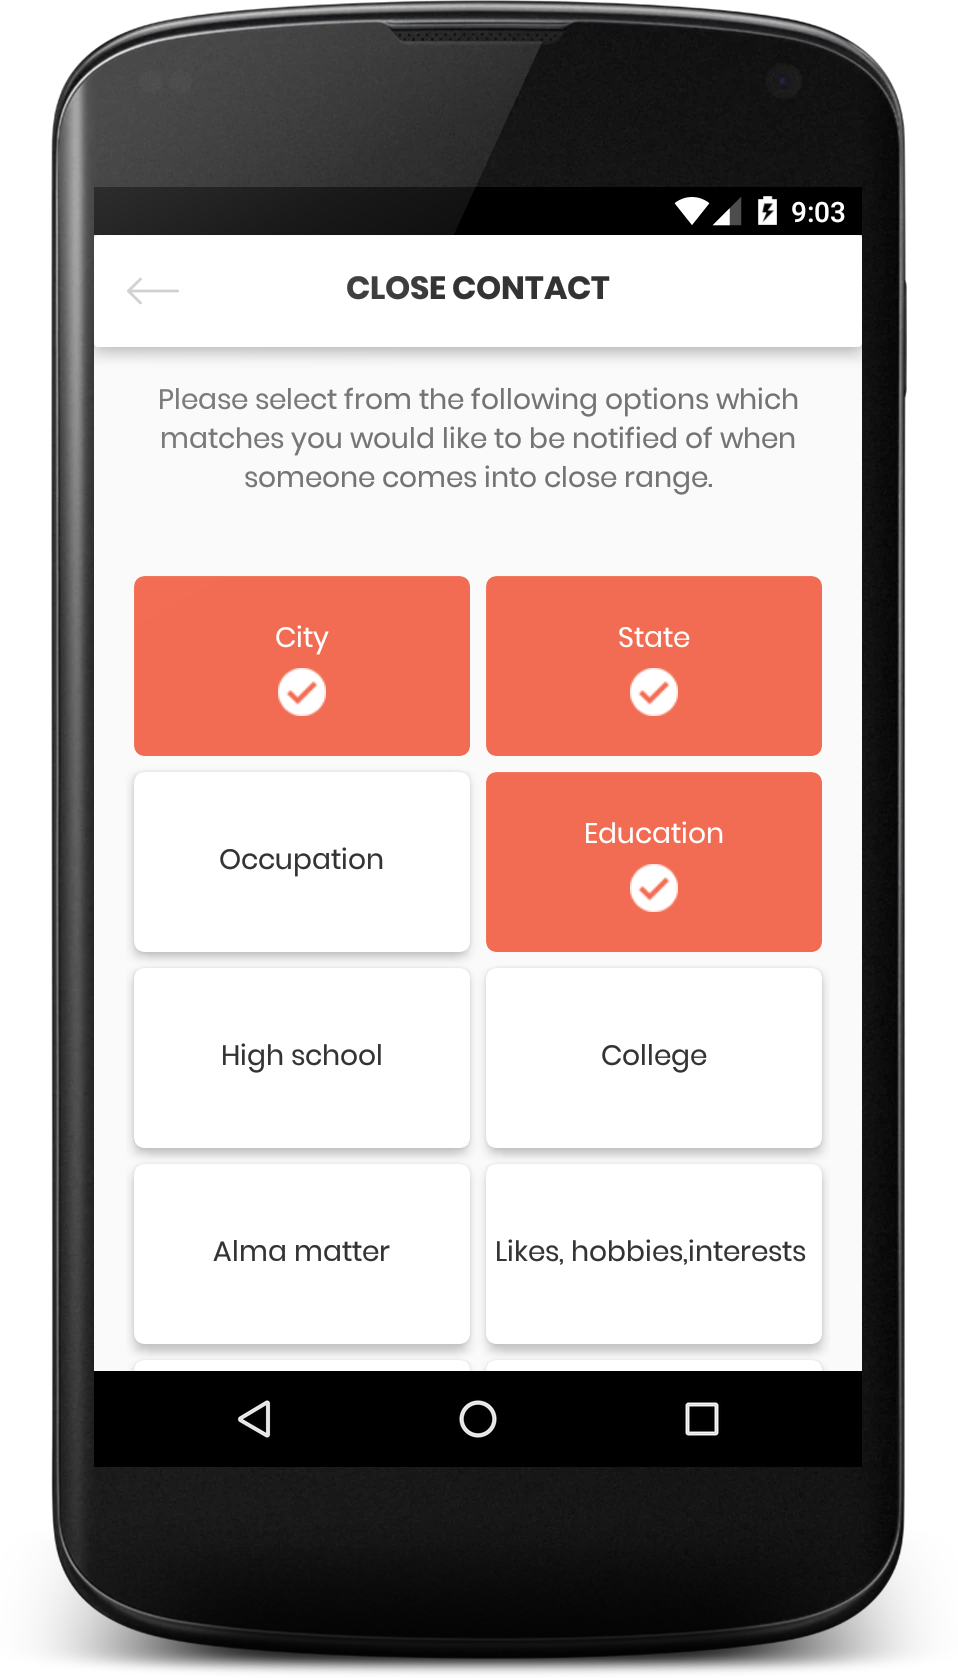 9:03
CLOSE CONTACT
Please select from the following options which
matches you would like to be notified of when
someone comes into close range.
City
State
Occupation
Education
High school
College
Alma matter
Likes, hobbies,interests